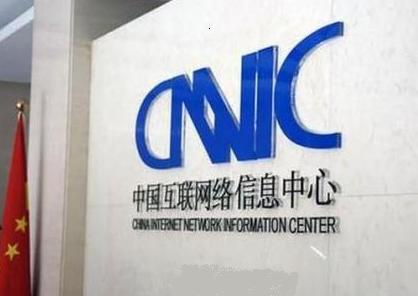 CNNIC
中国互联网络信息中心
CHINA INTERNET NETWORK INFORMATION CENTER